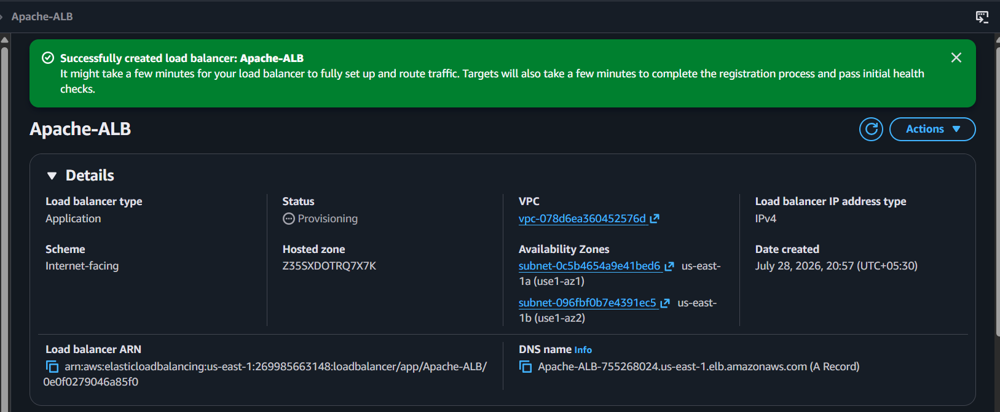 Apache-ALB
Successfully created load balancer: Apache-ALB
It might take a few minutes for your load balancer to fully set up and route traffic. Targets will also take a few minutes to complete the registration process and pass initial health
checks.
Apache-ALB
Actions
Details
Load balancer type
Application
Status
Provisioning
VPC
vpc-078d6ea360452576d
Load balancer IP address type
IPv4
Scheme
Internet-facing
Hosted zone
Z35SXDOTRQ7X7K
Availability Zones
subnet-0c5b4654a9e41bed6 us-east-
1a (use1-az1)
subnet-096fbf0b7e4391ec5 us-east-
1b (use1-az2)
Date created
July 28, 2026, 20:57 (UTC+05:30)
Load balancer ARN
arn:aws:elasticloadbalancing:us-east-1:269985663148:loadbalancer/app/Apache-ALB/
0e0f0279046a85f0
DNS name Info
Apache-ALB-755268024.us-east-1.elb.amazonaws.com (A Record)